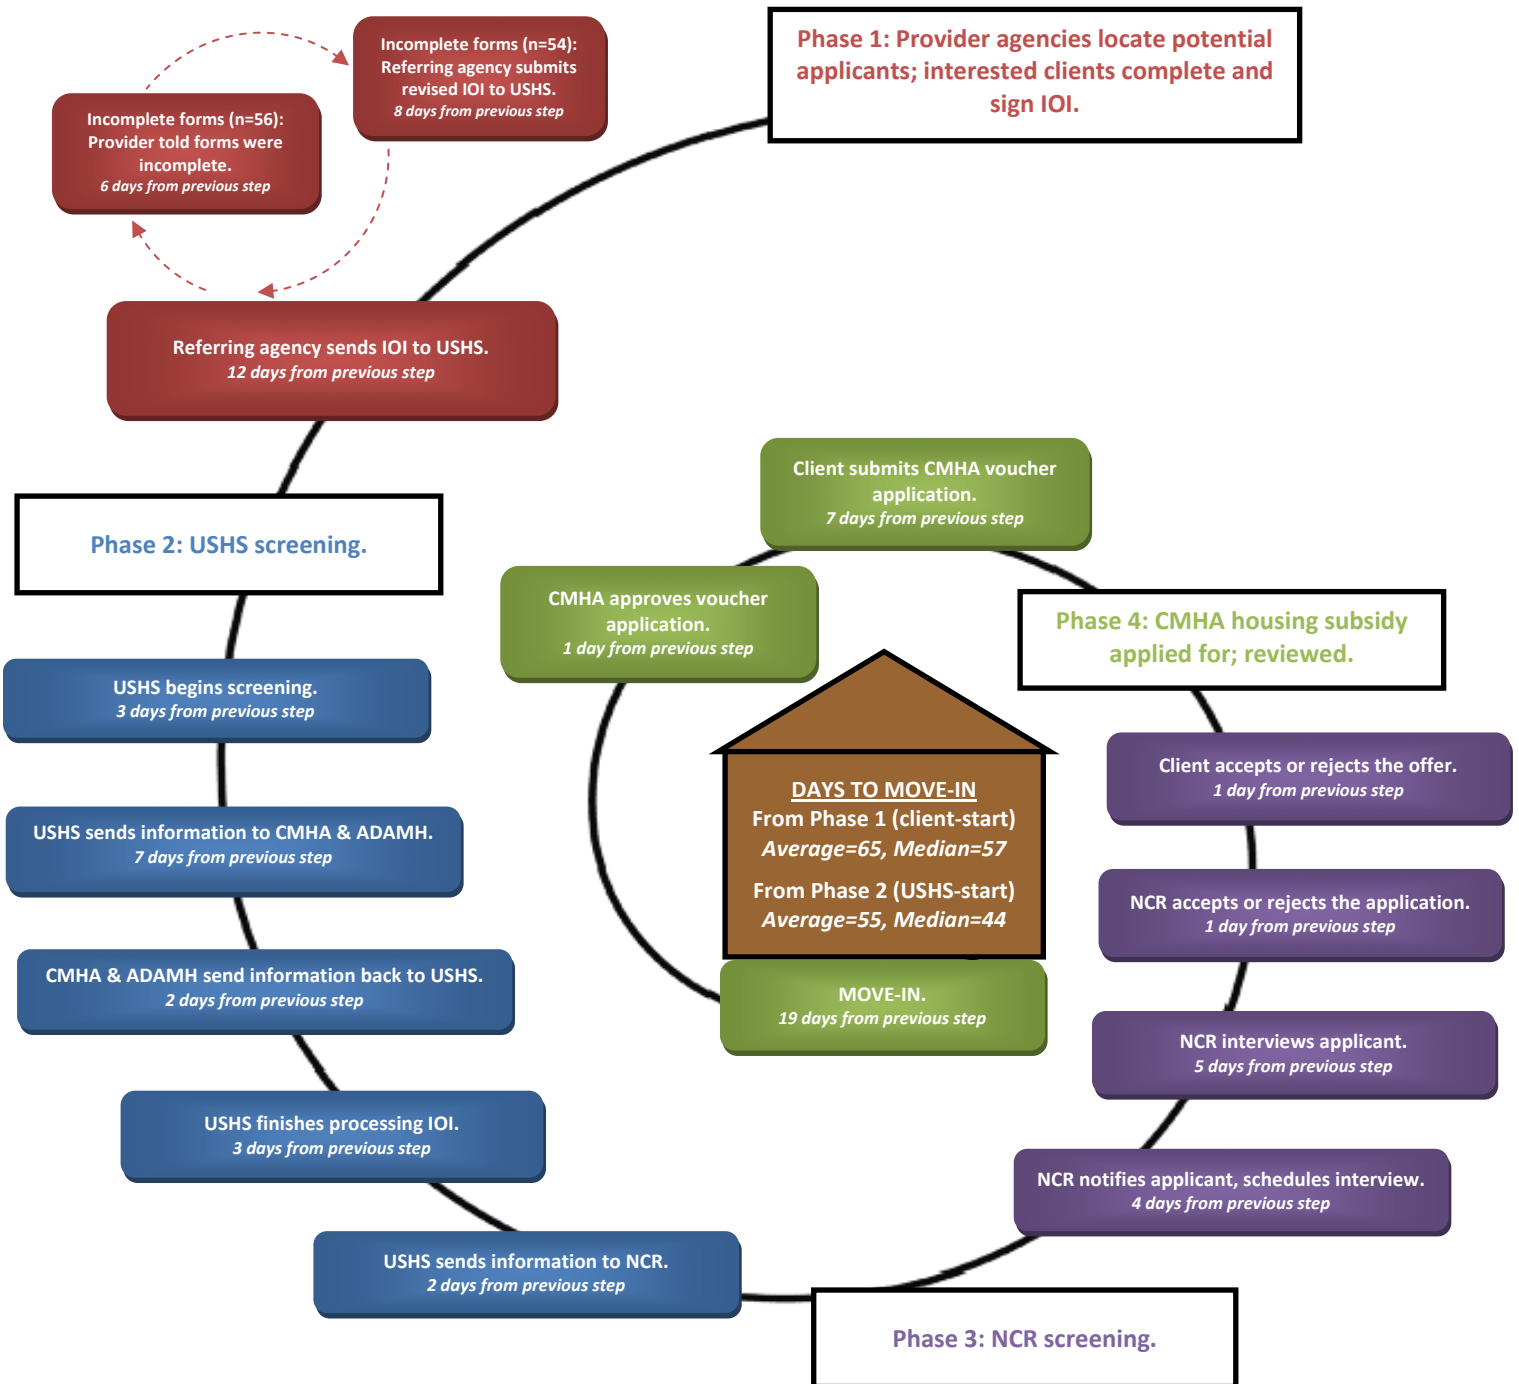 Phase 1: Provider agencies locate potential
applicants; interested clients complete and
sign IOI.
Incomplete forms (n=54):
Referring agency submits
revised IOI to USHS.
8 days from previous step
Incomplete forms (n=56):
Provider told forms were
incomplete.
6 days from previous step
Referring agency sends IOI to USHS.
12 days from previous step
Phase 2: USHS screening.
USHS begins screening.
3 days from previous step
USHS sends information to CMHA & ADAMH.
7 days from previous step
CMHA & ADAMH send information back to USHS.
2 days from previous step
USHS finishes processing IOI.
3 days from previous step
USHS sends information to NCR.
2 days from previous step
Phase 3: NCR screening.
NCR notifies applicant, schedules interview.
4 days from previous step
NCR interviews applicant.
5 days from previous step
NCR accepts or rejects the application.
1 day from previous step
Client accepts or rejects the offer.
1 day from previous step
Phase 4: CMHA housing subsidy
applied for; reviewed.
Client submits CMHA voucher
application.
7 days from previous step
CMHA approves voucher
application.
1 day from previous step
DAYS TO MOVE-IN
From Phase 1 (client-start)
Average=65, Median=57
From Phase 2 (USHS-start)
Average=55, Median=44
MOVE-IN.
19 days from previous step